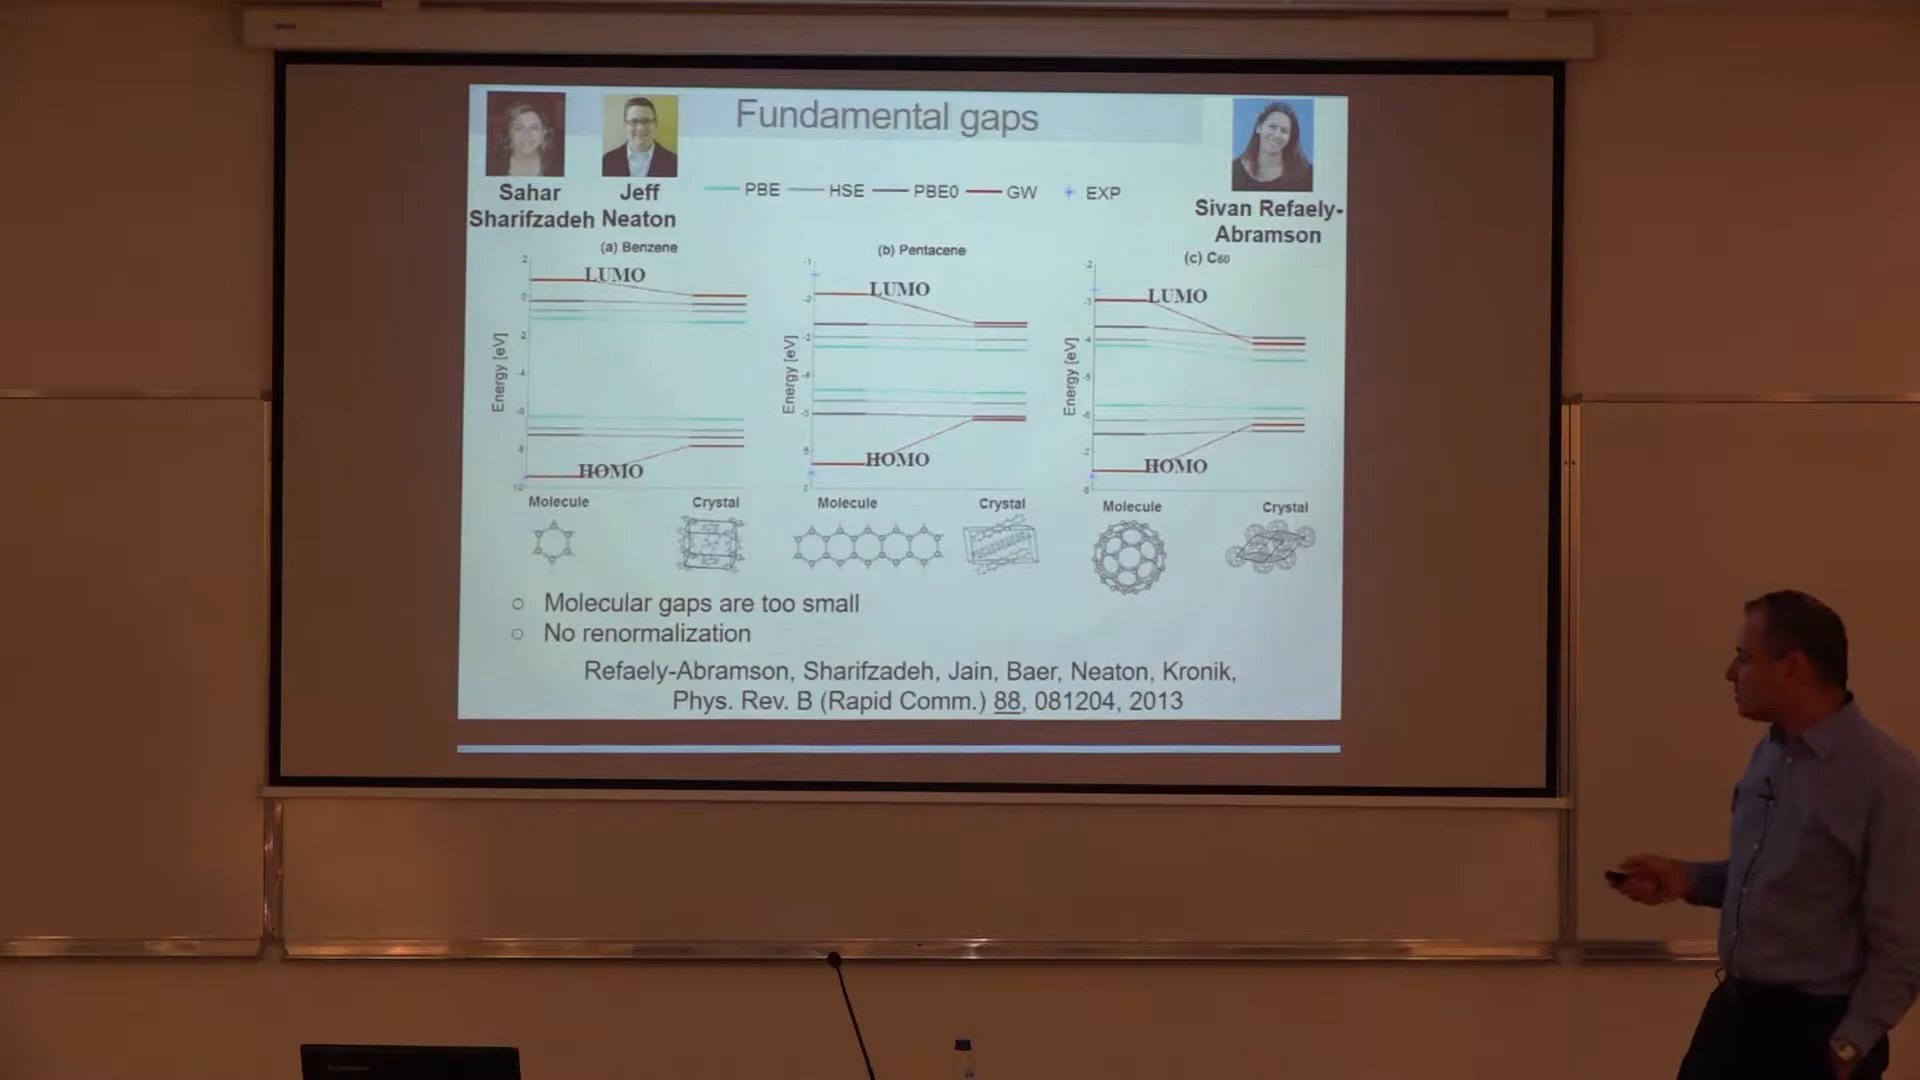 Fundamental gaps
Sahar
Sharifzadeh
Jeff
Neaton
Sivan Refaely-
Abramson
PBE HSE PBE0 GW EXP
(a) Benzene
(b) Pentacene
(c) C60
LUMO
LUMO
LUMO
Energy [eV]
Energy [eV]
Energy [eV]
HOMO
HOMO
HOMO
Molecule Crystal
Molecule Crystal
Molecule Crystal
Molecular gaps are too small
No renormalization
Refaely-Abramson, Sharifzadeh, Jain, Baer, Neaton, Kronik,
Phys. Rev. B (Rapid Comm.) 88, 081204, 2013